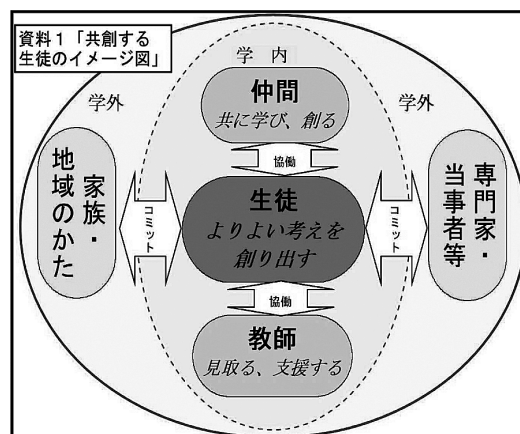 資料1「共創する
生徒のイメージ図」
学内
学外
学外
仲間
共に学び、創る
協働
家族・
地域のかた
コミット
生徒
よりよい考えを
創り出す
コミット
専門家・
当事者等
協働
教師
見取る、支援する